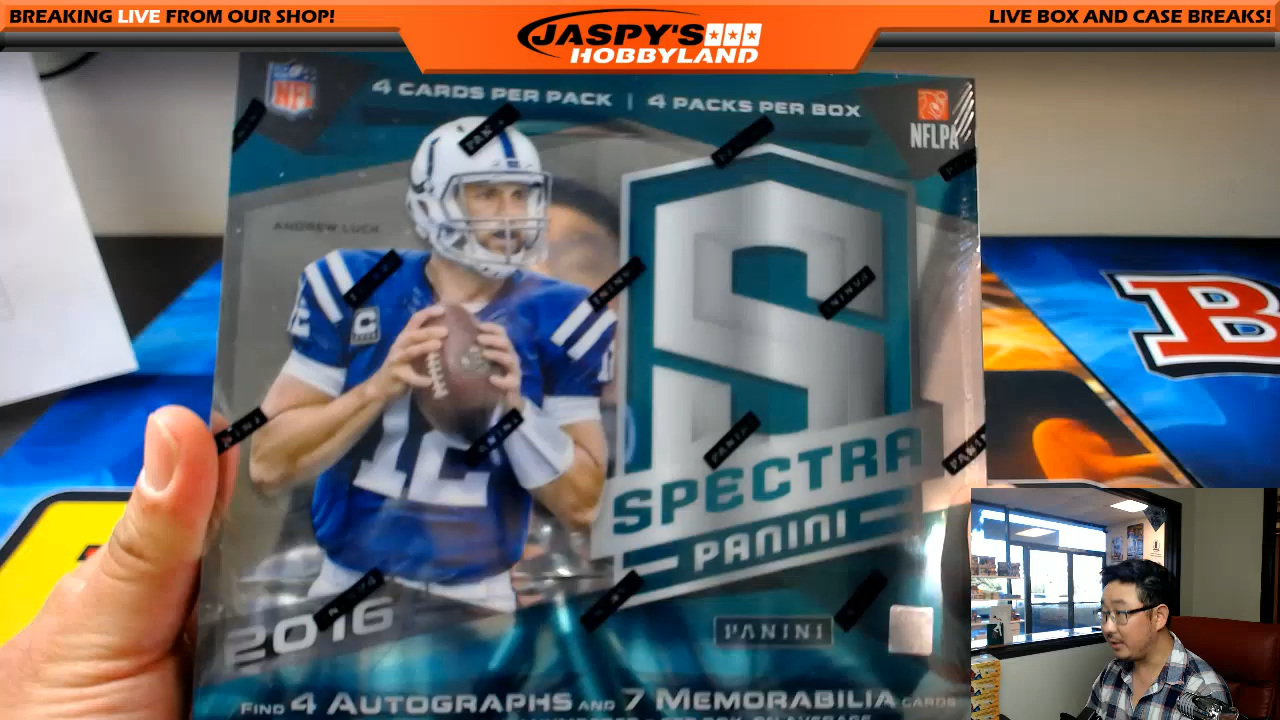 BREAKING LIVE FROM OUR SHOP!
JASPY'S
HOBBYLAND
LIVE BOX AND CASE BREAKS!
NFL
4 CARDS PER PACK | 4 PACKS PER BOX
NFLPA
ANDREW LUCK
C
12
S
SPECTRA
PANINI
B
2016
PANINI
FIND 4 AUTOGRAPHS AND 7 MEMORABILIA CARDS